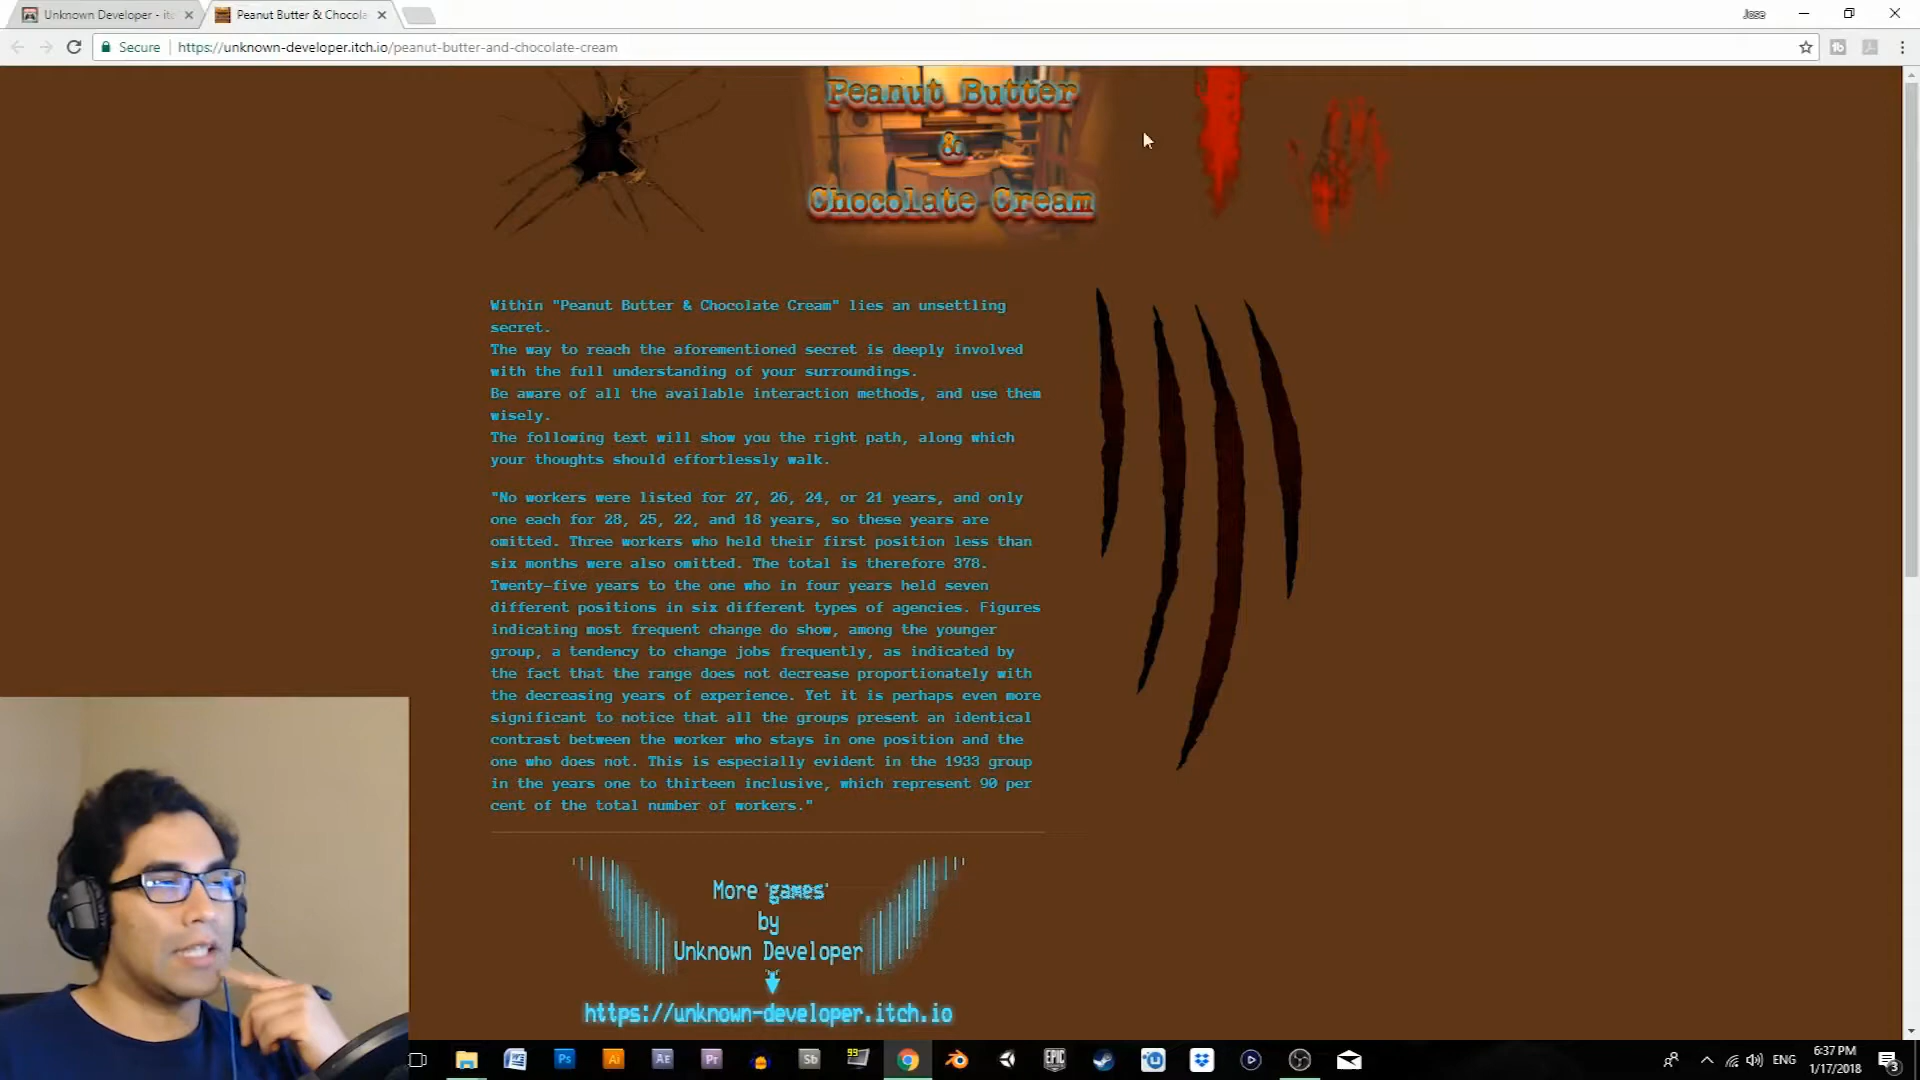 Unknown Developer - itc
Peanut Butter & Chocola
Jose
Secure
https://unknown-developer.itch.io/peanut-butter-and-chocolate-cream
Peanut Butter
&
Chocolate Cream
Within "Peanut Butter & Chocolate Cream" lies an unsettling
secret.
The way to reach the aforementioned secret is deeply involved
with the full understanding of your surroundings.
Be aware of all the available interaction methods, and use them
wisely.
The following text will show you the right path, along which
your thoughts should effortlessly walk.
"No workers were listed for 27, 26, 24, or 21 years, and only
one each for 28, 25, 22, and 18 years, so these years are
omitted. Three workers who held their first position less than
six months were also omitted. The total is therefore 378.
Twenty-five years to the one who in four years held seven
different positions in six different types of agencies. Figures
indicating most frequent change do show, among the younger
group, a tendency to change jobs frequently, as indicated by
the fact that the range does not decrease proportionately with
the decreasing years of experience. Yet it is perhaps even more
significant to notice that all the groups present an identical
contrast between the worker who stays in one position and the
one who does not. This is especially evident in the 1933 group
in the years one to thirteen inclusive, which represent 90 per
cent of the total number of workers."
More 'games'
by
Unknown Developer
https://unknown-developer.itch.io
Ps
Ai
AE
Pr
Sb
99
EPIC
GAMES
ENG
6:37 PM
1/17/2018
3